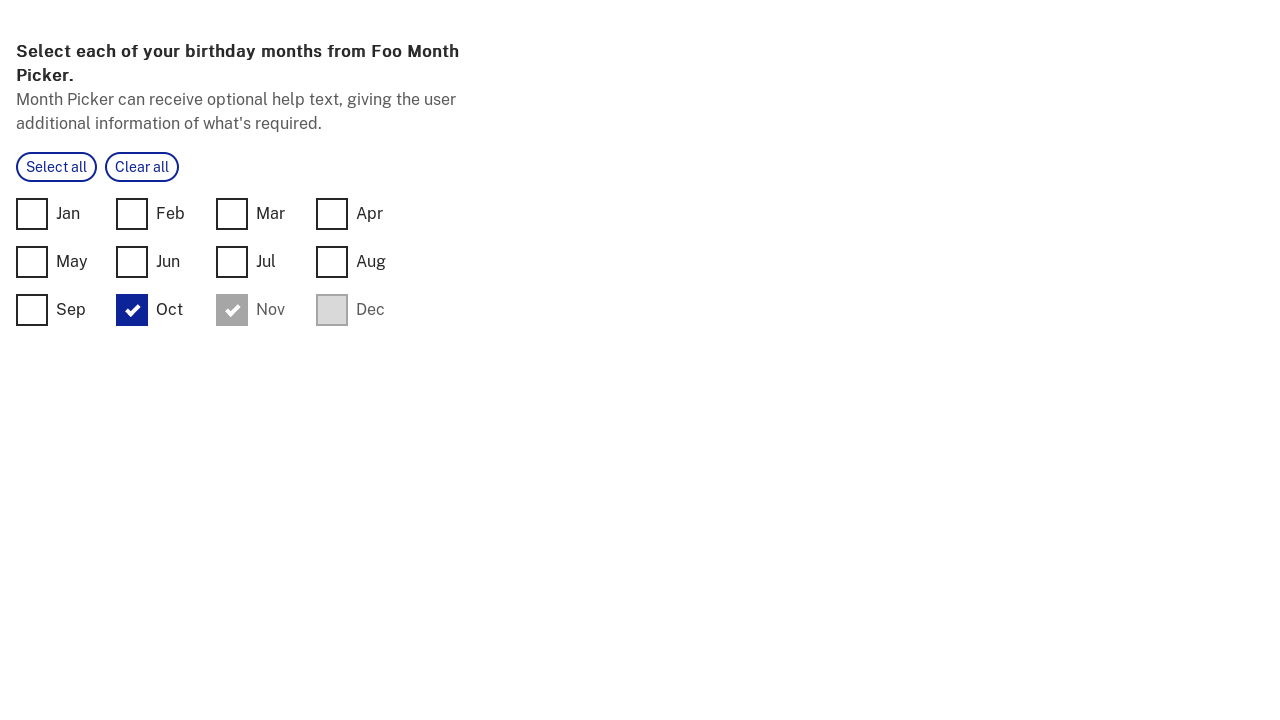 Select each of your birthday months from Foo Month
Picker.
Month Picker can receive optional help text, giving the user
additional information of what's required.
Select all Clear all
Jan Feb Mar Apr
May Jun Jul Aug
Sep Oct Nov Dec